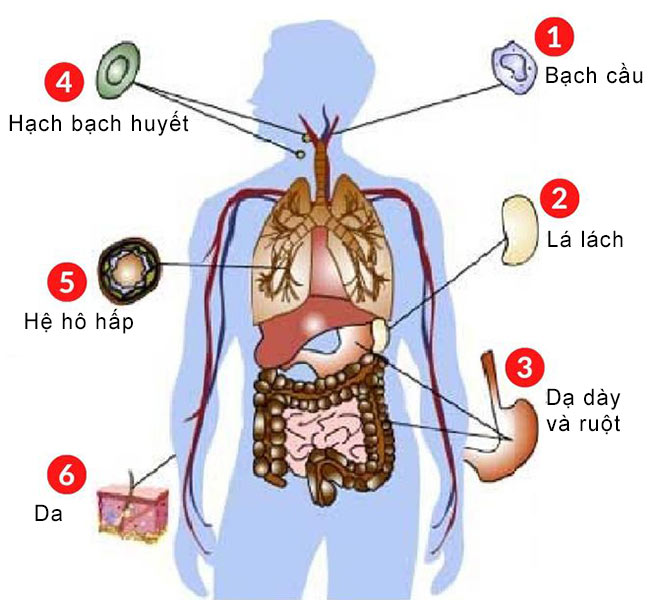 1
Bạch cầu
4
Hạch bạch huyết
2
Lá lách
5
Hệ hô hấp
3
Dạ dày
và ruột
6
Da